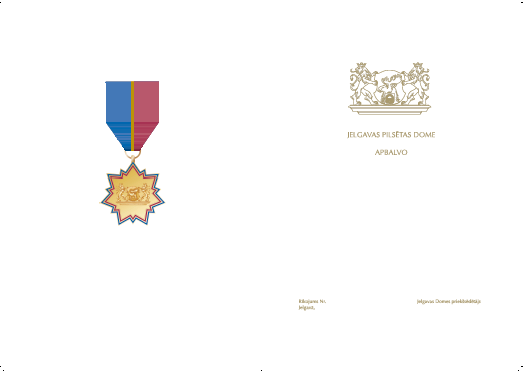 JELGAVAS PILSĒTAS DOME
APBALVO
Rīkojums Nr.
Jelgavas Domes priekšsēdētājs
Jelgavā,